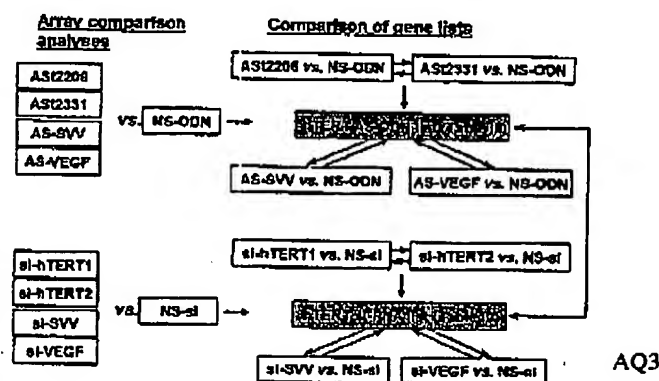 Array comparison analyses
Comparison of gene lists
ASt2206
ASt2331
AS-SVV
AS-VEGF
vs.
NS-ODN
ASt2206 vs. NS-ODN
ASt2331 vs. NS-ODN
AS-SVV vs. NS-ODN
AS-VEGF vs. NS-ODN
si-hTERT1
si-hTERT2
si-SVV
si-VEGF
vs.
NS-si
si-hTERT1 vs. NS-si
si-hTERT2 vs. NS-si
si-SVV vs. NS-si
si-VEGF vs. NS-si
AQ3